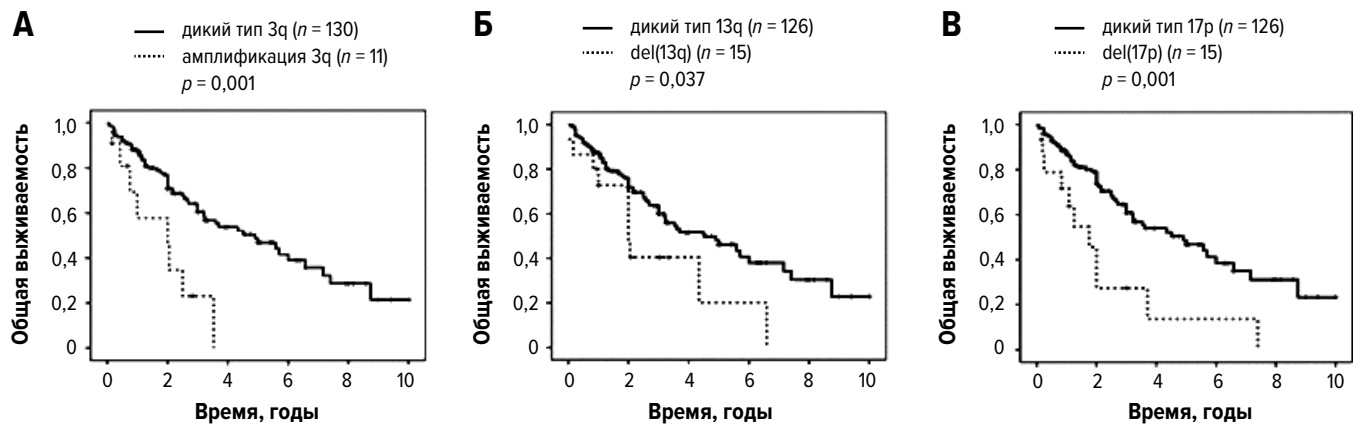 А
дикий тип 3q (n = 130)
амплификация 3q (n = 11)
p = 0,001
Общая выживаемость
1,0
0,8
0,6
0,4
0,2
0
0 2 4 6 8 10
Время, годы
Б
дикий тип 13q (n = 126)
del(13q) (n = 15)
p = 0,037
Общая выживаемость
1,0
0,8
0,6
0,4
0,2
0
0 2 4 6 8 10
Время, годы
В
дикий тип 17p (n = 126)
del(17p) (n = 15)
p = 0,001
Общая выживаемость
1,0
0,8
0,6
0,4
0,2
0
0 2 4 6 8 10
Время, годы